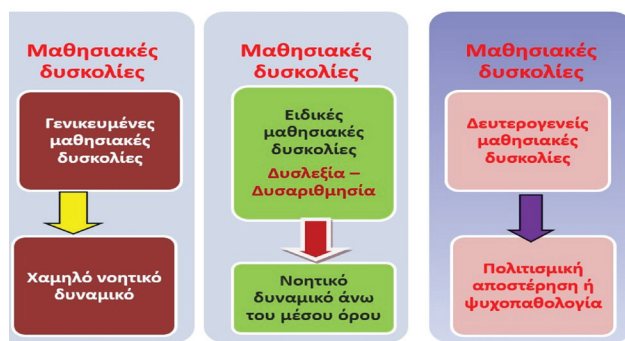 Μαθησιακές
δυσκολίες
Γενικευμένες
μαθησιακές
δυσκολίες
Χαμηλό νοητικό
δυναμικό
Μαθησιακές
δυσκολίες
Ειδικές
μαθησιακές
δυσκολίες
Δυσλεξία –
Δυσαριθμησία
Νοητικό
δυναμικό άνω
του μέσου όρου
Μαθησιακές
δυσκολίες
Δευτερογενείς
μαθησιακές
δυσκολίες
Πολιτισμική
αποστέρηση ή
ψυχοπαθολογία